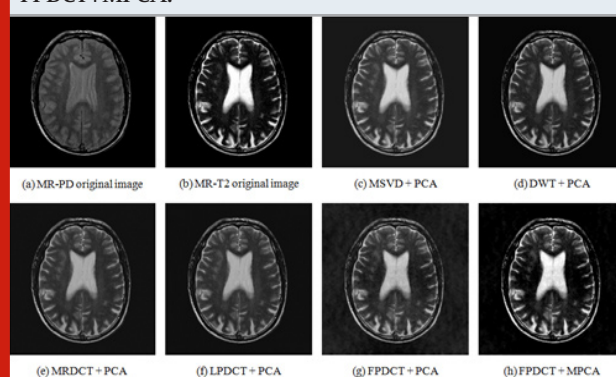 (a) MR-PD original image
(b) MR-T2 original image
(c) MSVD + PCA
(d) DWT + PCA
(e) MRDCT + PCA
(f) LPDCT + PCA
(g) FPDCT + PCA
(h) FPDCT + MPCA